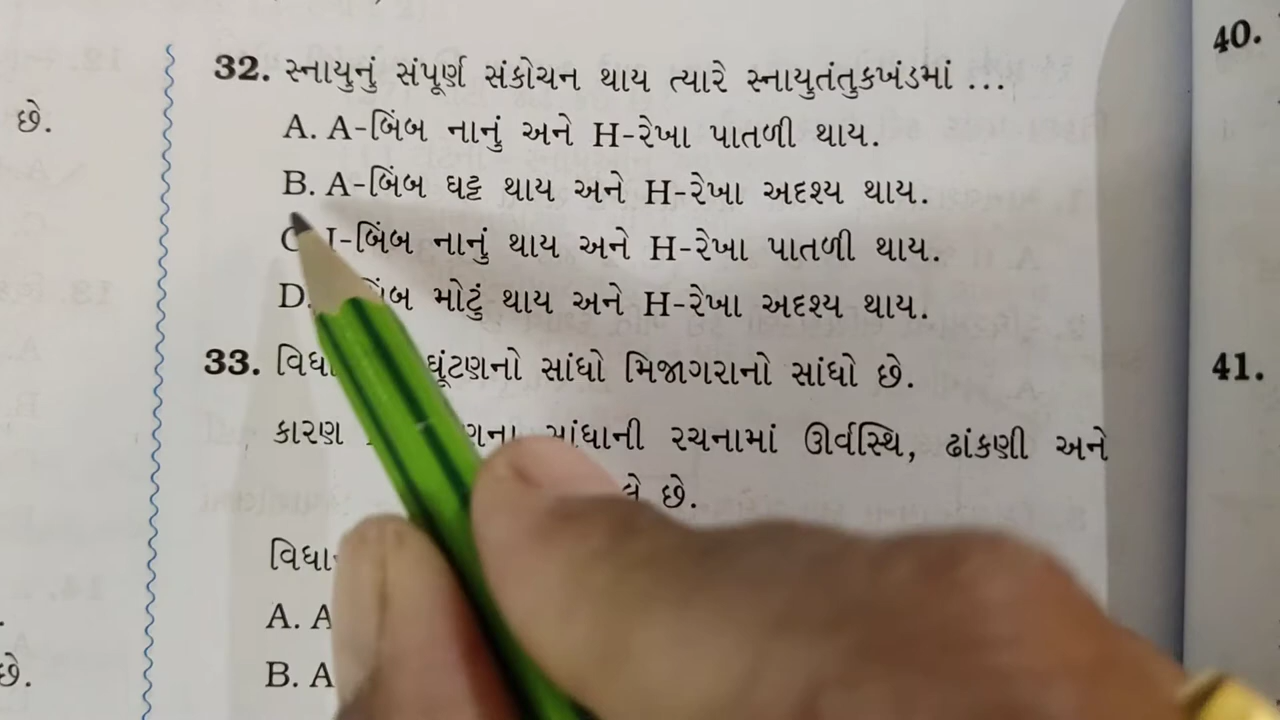 છે.
32. સ્નાયુનું સંપૂર્ણ સંકોચન થાય ત્યારે સ્નાયુતંતુકખંડમાં ...
A. A-બિંબ નાનું અને H-રેખા પાતળી થાય.
B. A-બિંબ ઘટ્ટ થાય અને H-રેખા અદૃશ્ય થાય.
C. I-બિંબ નાનું થાય અને H-રેખા પાતળી થાય.
D. મોટું થાય અને H-રેખા અદૃશ્ય થાય.
33. ઘૂંટણનો સાંધો મિજાગરાનો સાંધો છે.
કારણ સાંધાની રચનામાં ઊર્વસ્થિ, ઢાંકણી અને
છે.
A. A
B. A
છે.
40.
41.